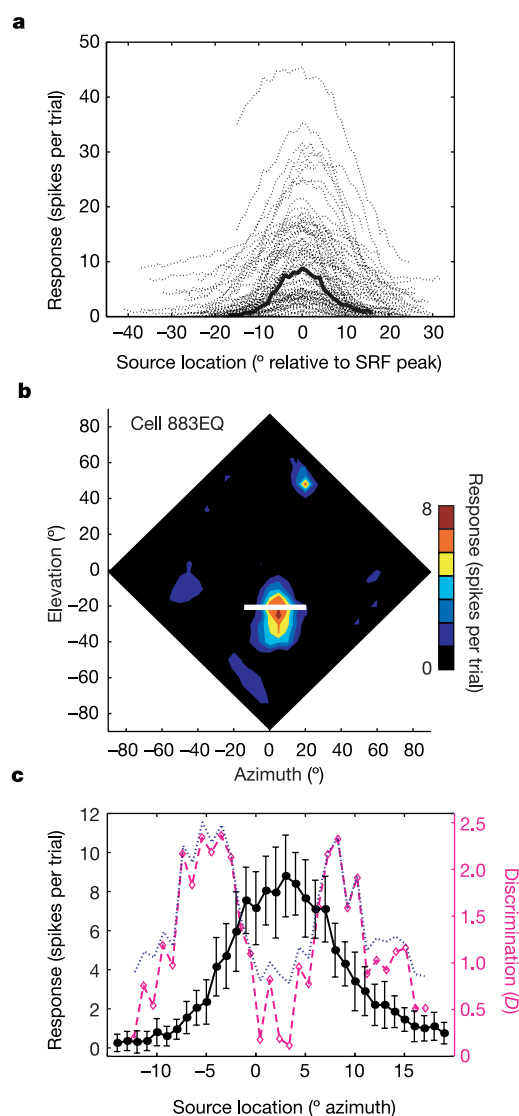 a
50
40
30
20
10
0
Response (spikes per trial)
−40 −30 −20 −10 0 10 20 30
Source location (° relative to SRF peak)
b
Cell 883EQ
80
60
40
20
0
−20
−40
−60
−80
Elevation (°)
−80 −60 −40 −20 0 20 40 60 80
Azimuth (°)
8
0
Response (spikes per trial)
c
12
10
8
6
4
2
0
Response (spikes per trial)
2.5
2.0
1.5
1.0
0.5
0
Discrimination (D)
−10 −5 0 5 10 15
Source location (° azimuth)